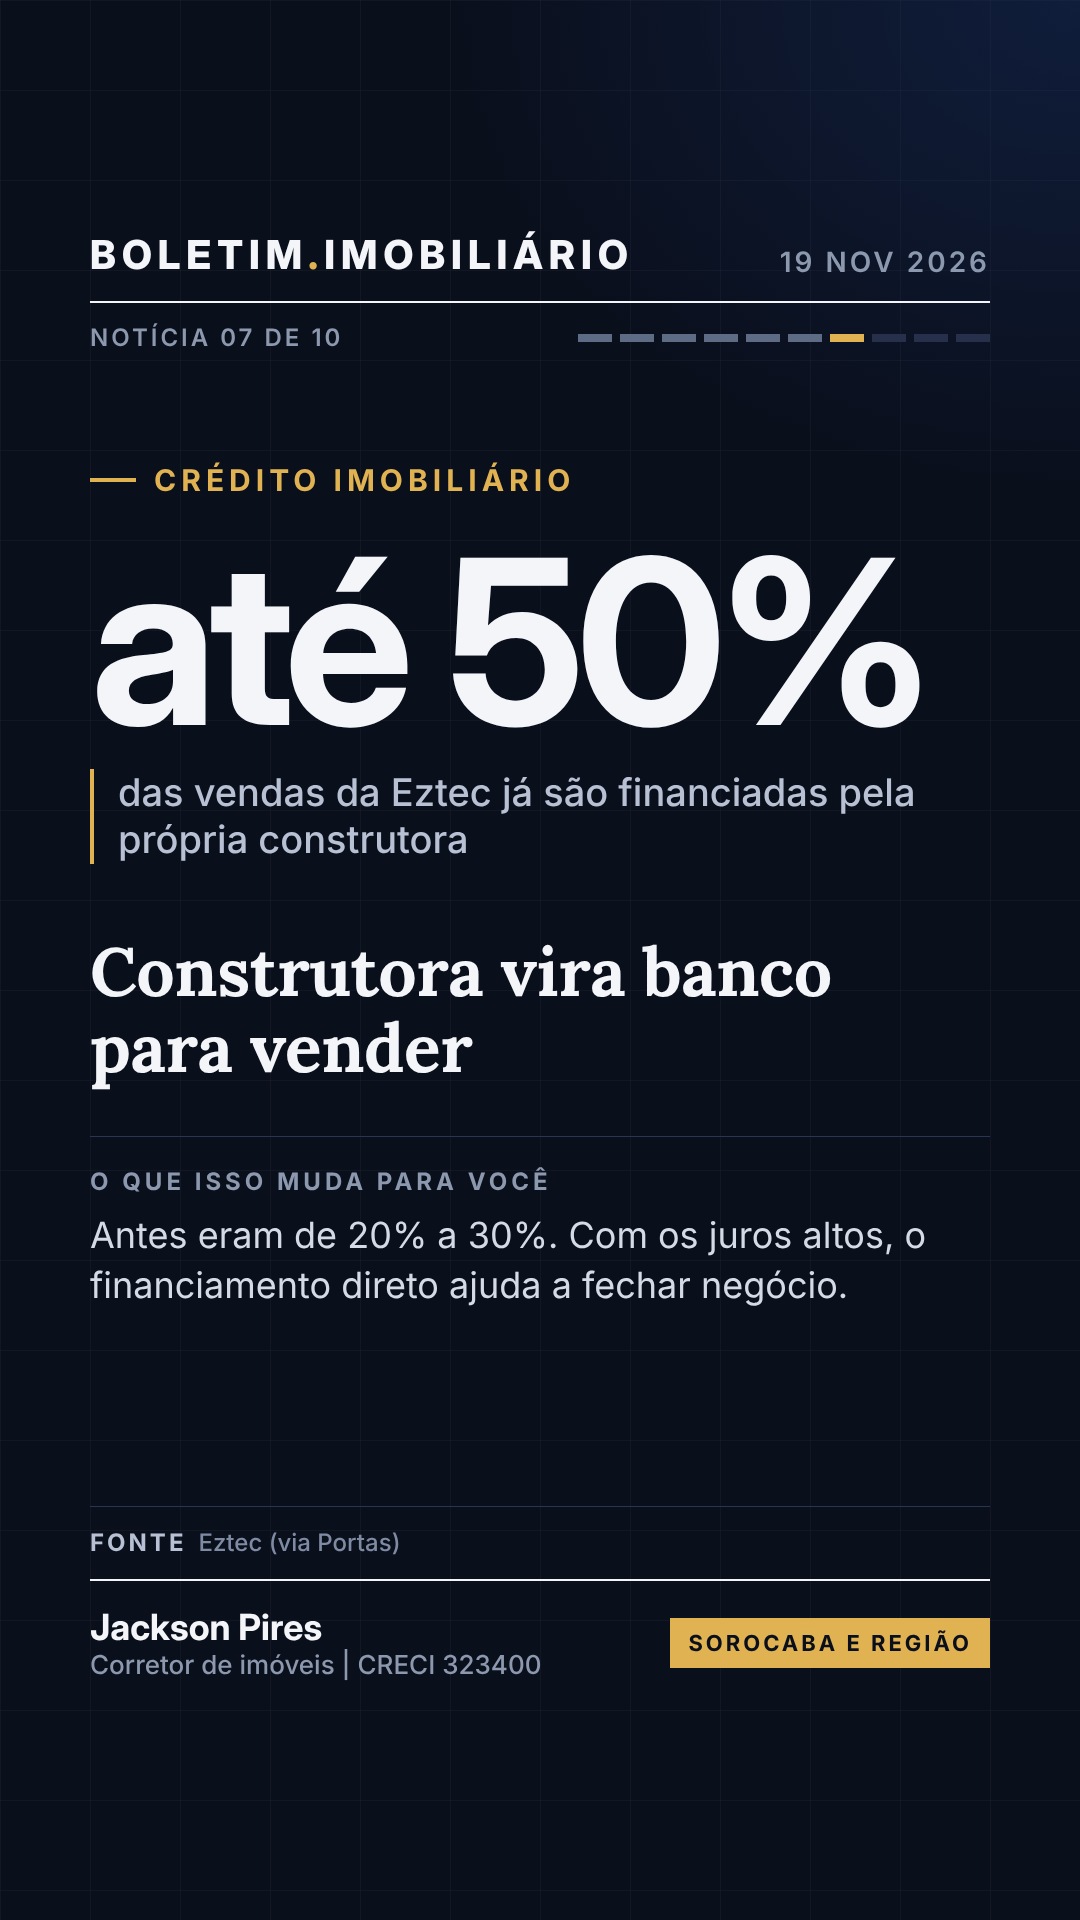 BOLETIM.IMOBILIÁRIO
19 NOV 2026
NOTÍCIA 07 DE 10
CRÉDITO IMOBILIÁRIO
até 50%
das vendas da Eztec já são financiadas pela
própria construtora
Construtora vira banco
para vender
O QUE ISSO MUDA PARA VOCÊ
Antes eram de 20% a 30%. Com os juros altos, o
financiamento direto ajuda a fechar negócio.
FONTE Eztec (via Portas)
Jackson Pires
Corretor de imóveis | CRECI 323400
SOROCABA E REGIÃO